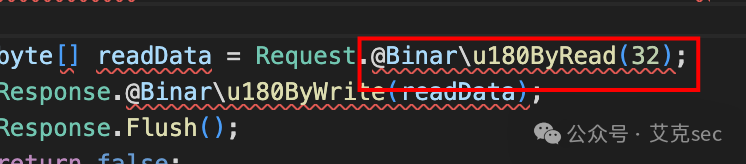 byte[] readData = Request.@Binar\u180ByRead(32);
Response.@Binar\u180ByWrite(readData);
Response.Flush();
return false;
公众号·艾克sec